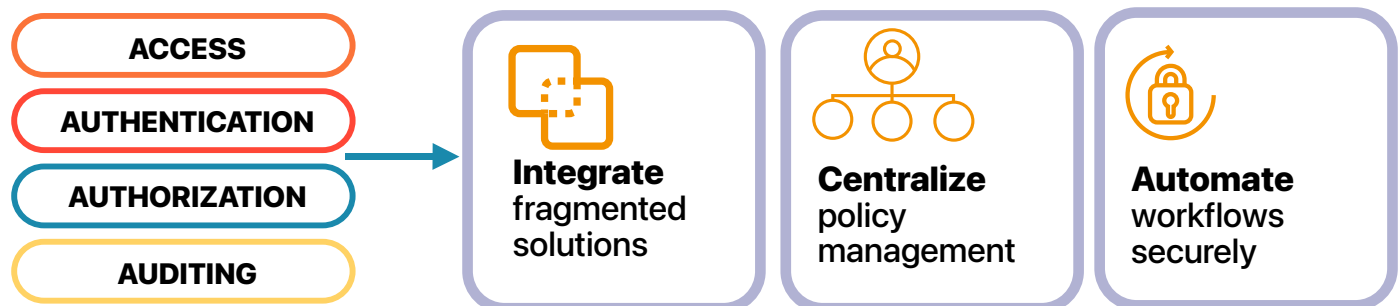 ACCESS
AUTHENTICATION
AUTHORIZATION
AUDITING
Integrate
fragmented
solutions
Centralize
policy
management
Automate
workflows
securely